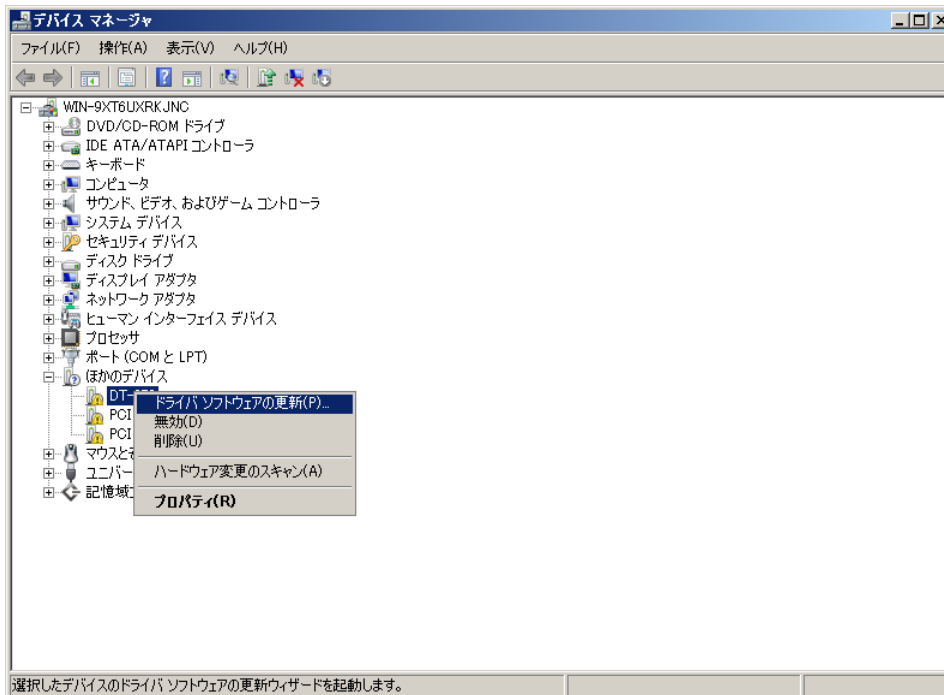 デバイス マネージャ
ファイル(F) 操作(A) 表示(V) ヘルプ(H)
WIN-9XT6UXRKJNC
DVD/CD-ROM ドライブ
IDE ATA/ATAPI コントローラ
キーボード
コンピュータ
サウンド、ビデオ、およびゲーム コントローラ
システム デバイス
セキュリティ デバイス
ディスク ドライブ
ディスプレイ アダプタ
ネットワーク アダプタ
ヒューマン インターフェイス デバイス
プロセッサ
ポート (COM と LPT)
ほかのデバイス
ドライバ ソフトウェアの更新(P)...
PCI 無効(D)
PCI 削除(U)
マウスとそ
ユニバー ハードウェア変更のスキャン(A)
記憶域
プロパティ(R)
選択したデバイスのドライバ ソフトウェアの更新ウィザードを起動します。